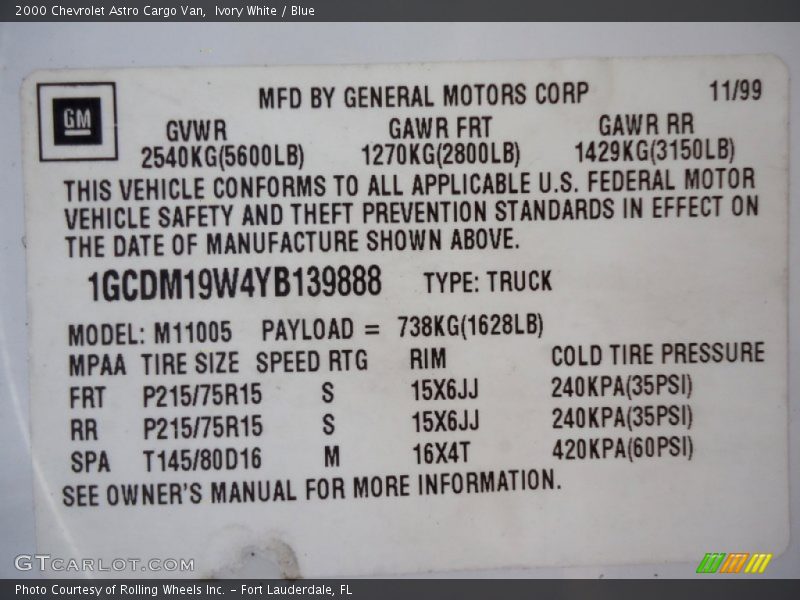 2000 Chevrolet Astro Cargo Van,  Ivory White / Blue
MFD BY GENERAL MOTORS CORP 11/99
GM
GVWR GAWR FRT GAWR RR
2540KG(5600LB) 1270KG(2800LB) 1429KG(3150LB)
THIS VEHICLE CONFORMS TO ALL APPLICABLE U.S. FEDERAL MOTOR
VEHICLE SAFETY AND THEFT PREVENTION STANDARDS IN EFFECT ON
THE DATE OF MANUFACTURE SHOWN ABOVE.
1GCDM19W4YB139888 TYPE: TRUCK
MODEL: M11005 PAYLOAD = 738KG(1628LB)
MPAA TIRE SIZE SPEED RTG RIM COLD TIRE PRESSURE
FRT P215/75R15 S 15X6JJ 240KPA(35PSI)
RR P215/75R15 S 15X6JJ 240KPA(35PSI)
SPA T145/80D16 M 16X4T 420KPA(60PSI)
SEE OWNER'S MANUAL FOR MORE INFORMATION.
GTCARLOT.COM
Photo Courtesy of Rolling Wheels Inc. – Fort Lauderdale, FL